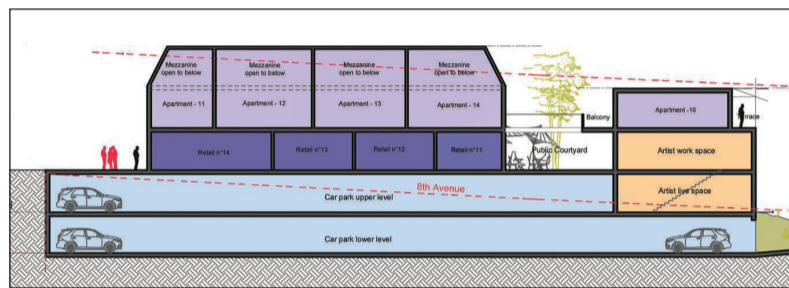 Mezzanine
open to below
Mezzanine
open to below
Mezzanine
open to below
Mezzanine
open to below
Apartment - 11
Apartment - 12
Apartment - 13
Apartment - 14
Apartment -16
Balcony
Terrace
Retail n°14
Retail n°13
Retail n°12
Retail n°11
Public Courtyard
Artist work space
8th Avenue
Artist live space
Car park upper level
Car park lower level